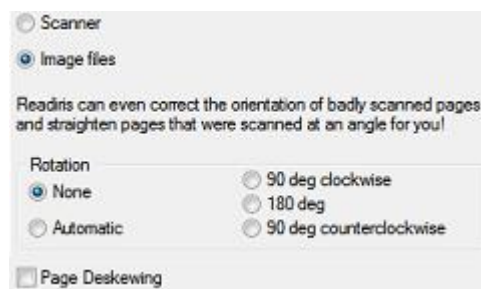 Scanner
Image files
Readiris can even correct the orientation of badly scanned pages
and straighten pages that were scanned at an angle for you!
Rotation
None
90 deg clockwise
180 deg
Automatic
90 deg counterclockwise
Page Deskewing